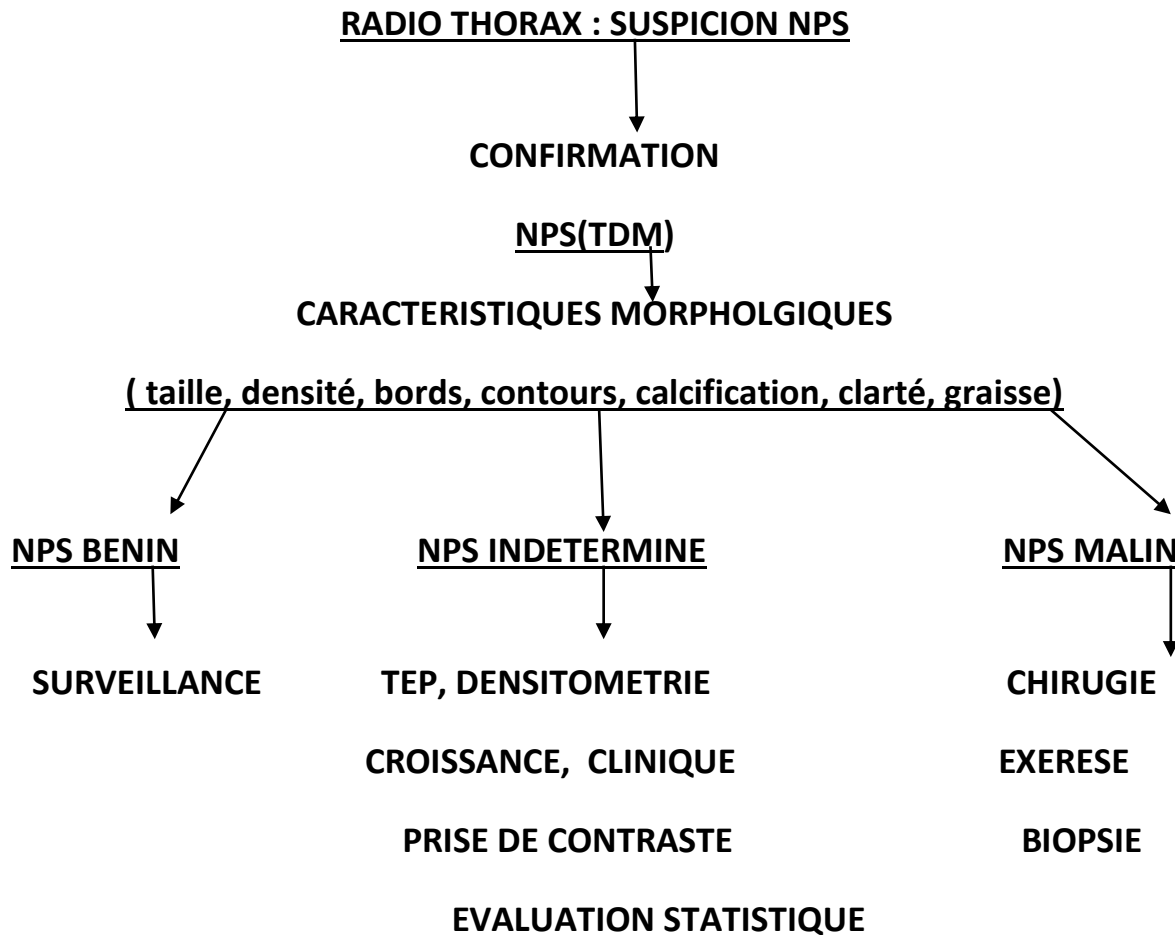 RADIO THORAX : SUSPICION NPS
CONFIRMATION
NPS(TDM)
CARACTERISTIQUES MORPHOLGIQUES
( taille, densité, bords, contours, calcification, clarté, graisse)
NPS BENIN NPS INDETERMINE NPS MALIN
SURVEILLANCE TEP, DENSITOMETRIE CHIRUGIE
CROISSANCE, CLINIQUE EXERESE
PRISE DE CONTRASTE BIOPSIE
EVALUATION STATISTIQUE